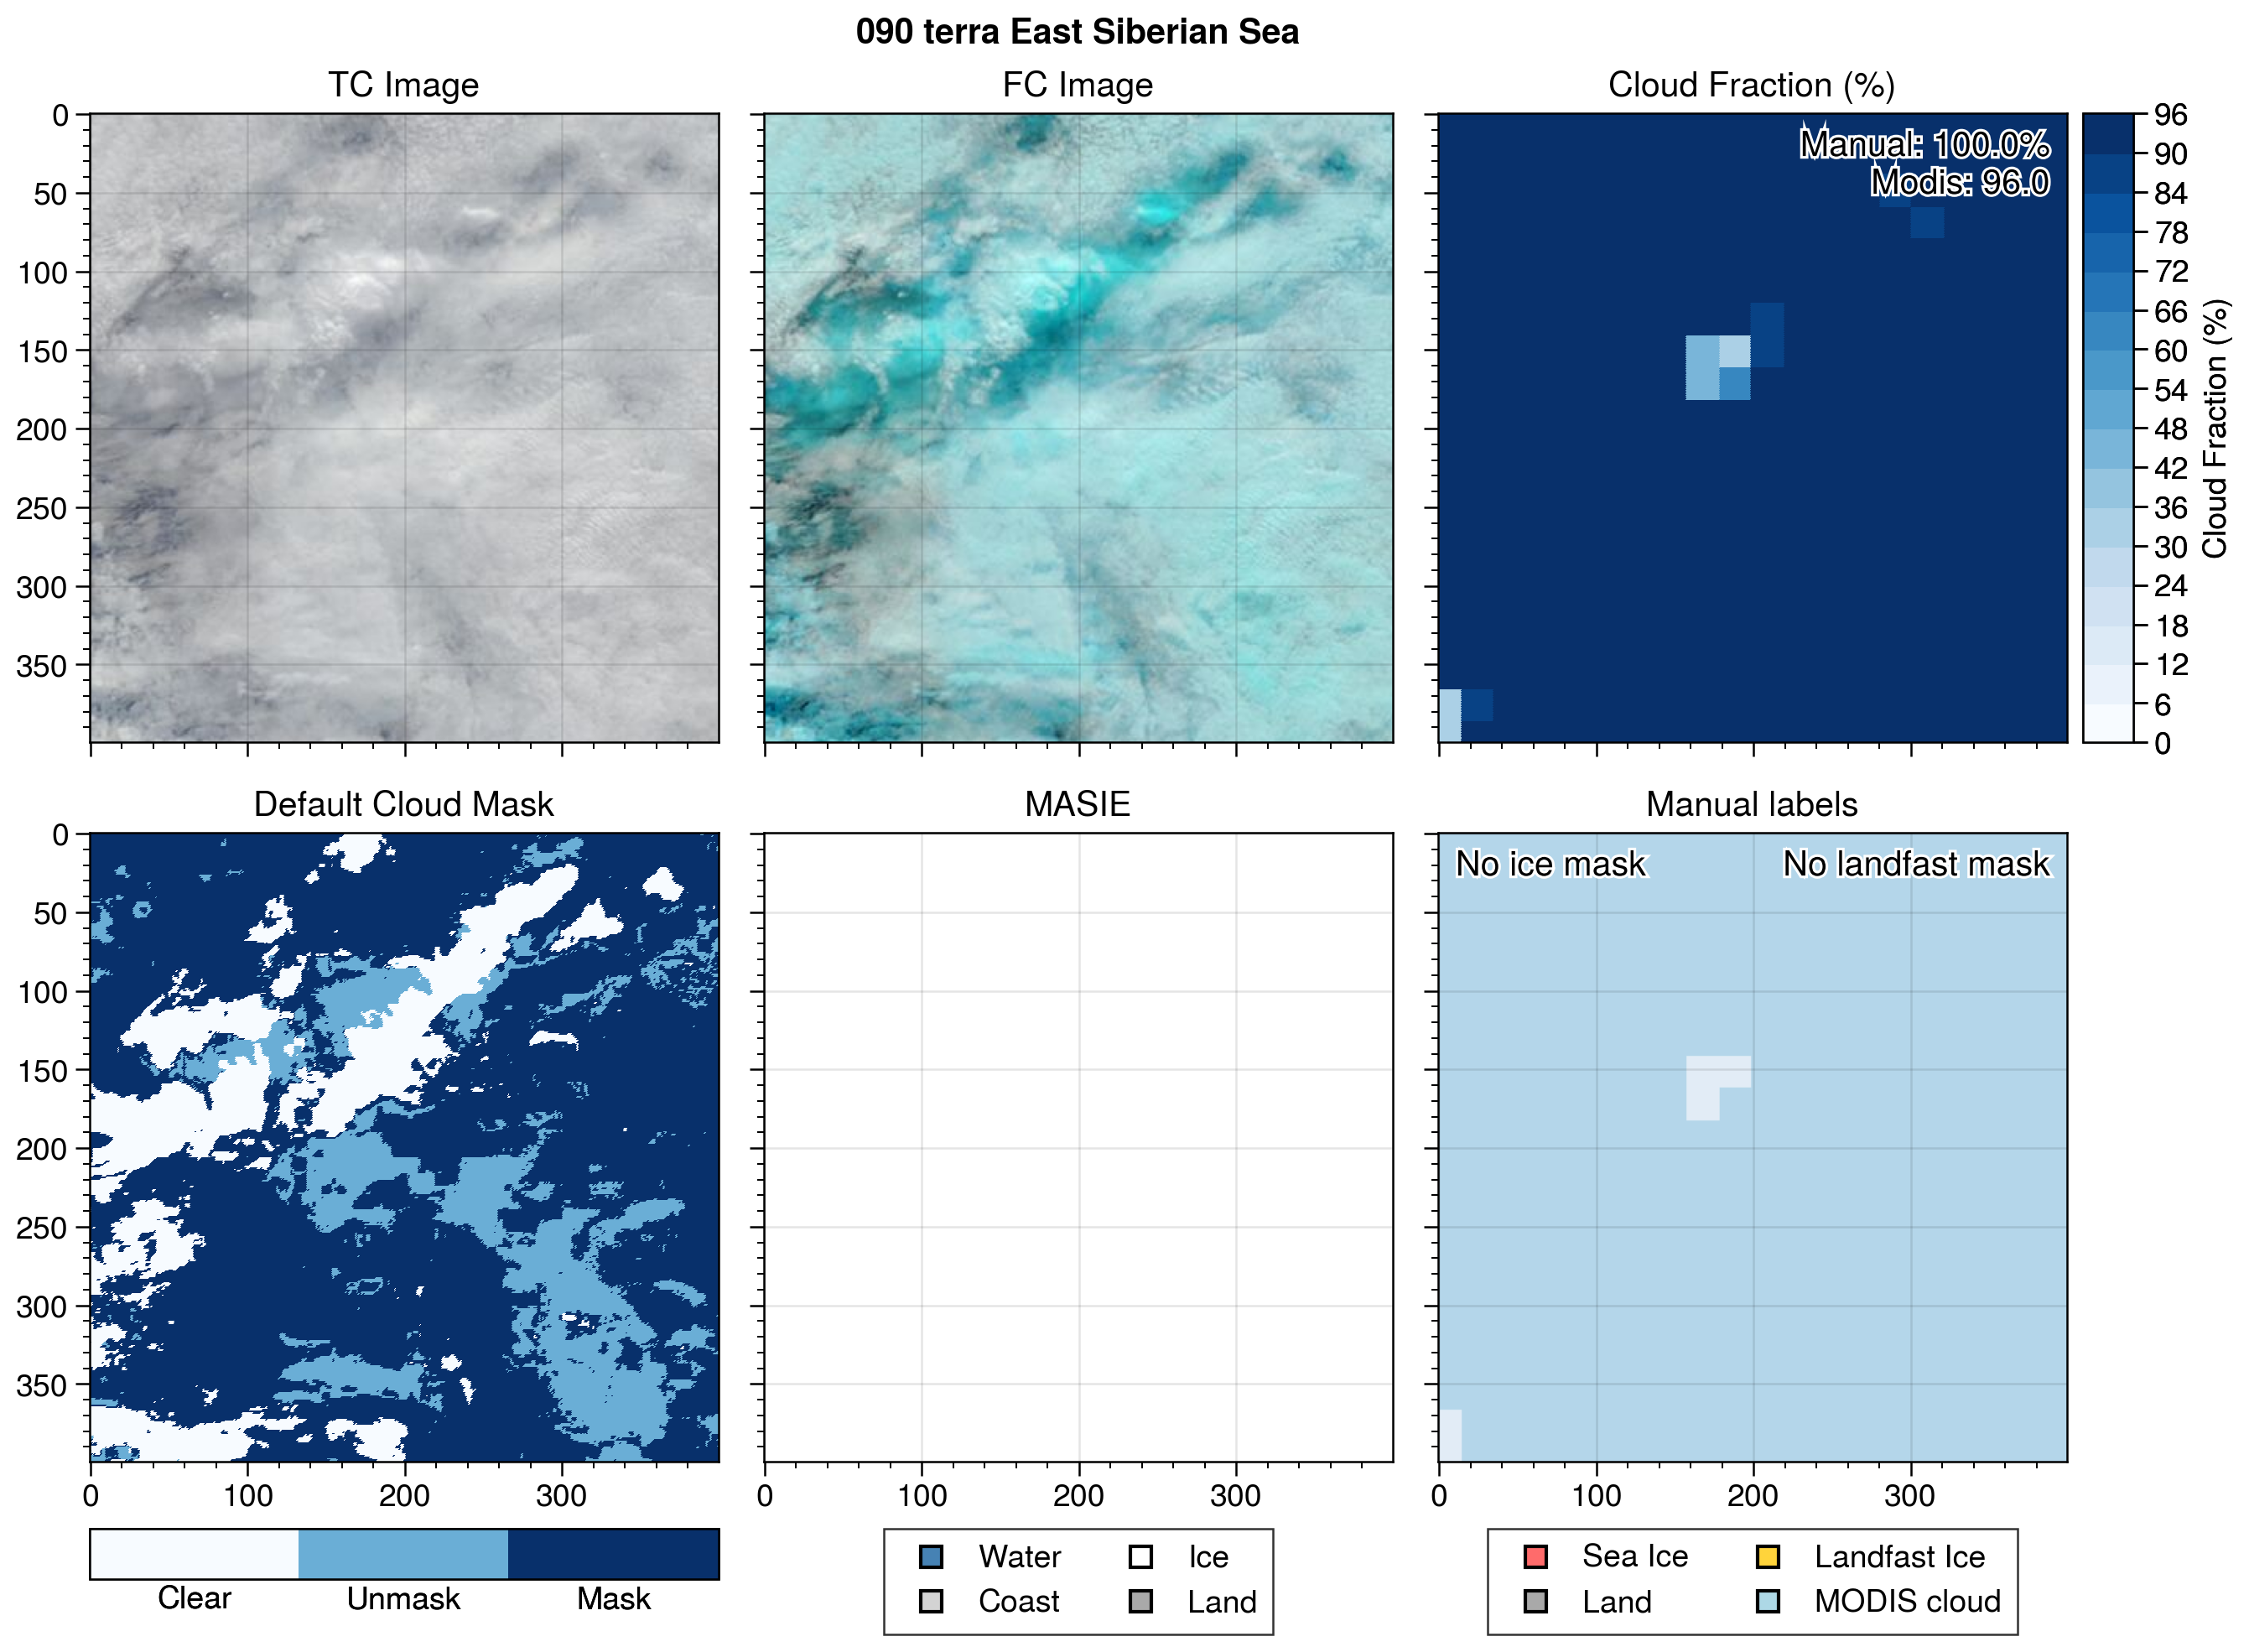 090 terra East Siberian Sea
TC Image
FC Image
Cloud Fraction (%)
0
50
100
150
200
250
300
350
Manual: 100.0%
Modis: 96.0
96
90
84
78
72
66
60
54
48
42
36
30
24
18
12
6
0
Cloud Fraction (%)
Default Cloud Mask
MASIE
Manual labels
0
50
100
150
200
250
300
350
No ice mask
No landfast mask
0 100 200 300
0 100 200 300
0 100 200 300
Clear Unmask Mask
Water Ice
Coast Land
Sea Ice Landfast Ice
Land MODIS cloud